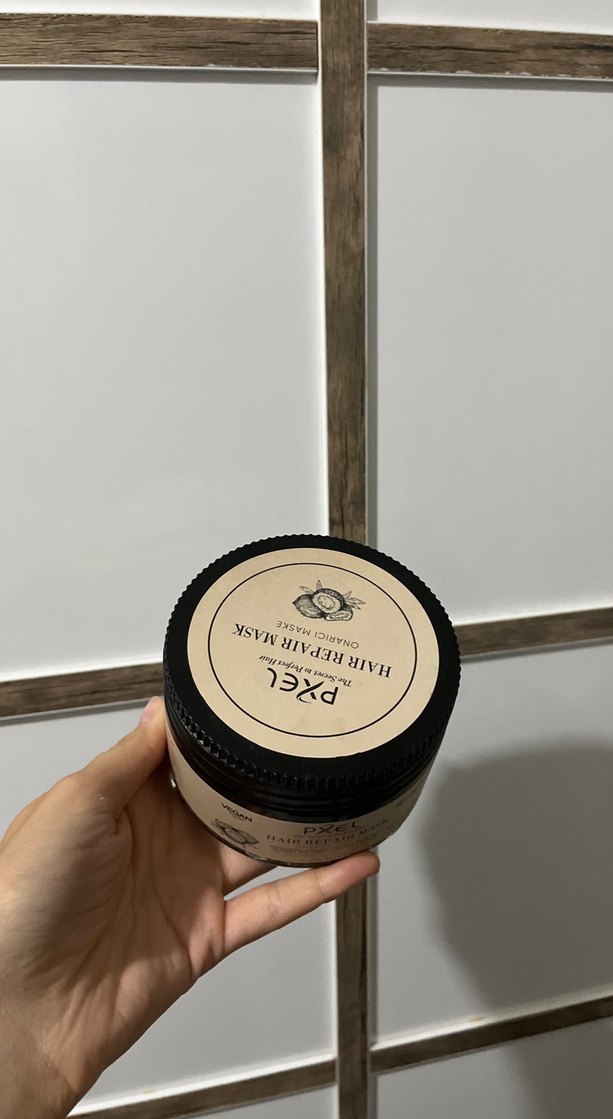 PXEL
The Secret to Perfect Hair
HAIR REPAIR MASK
ONARICI MASKE
VEGAN
PXEL
HAIR REPAIR MASK